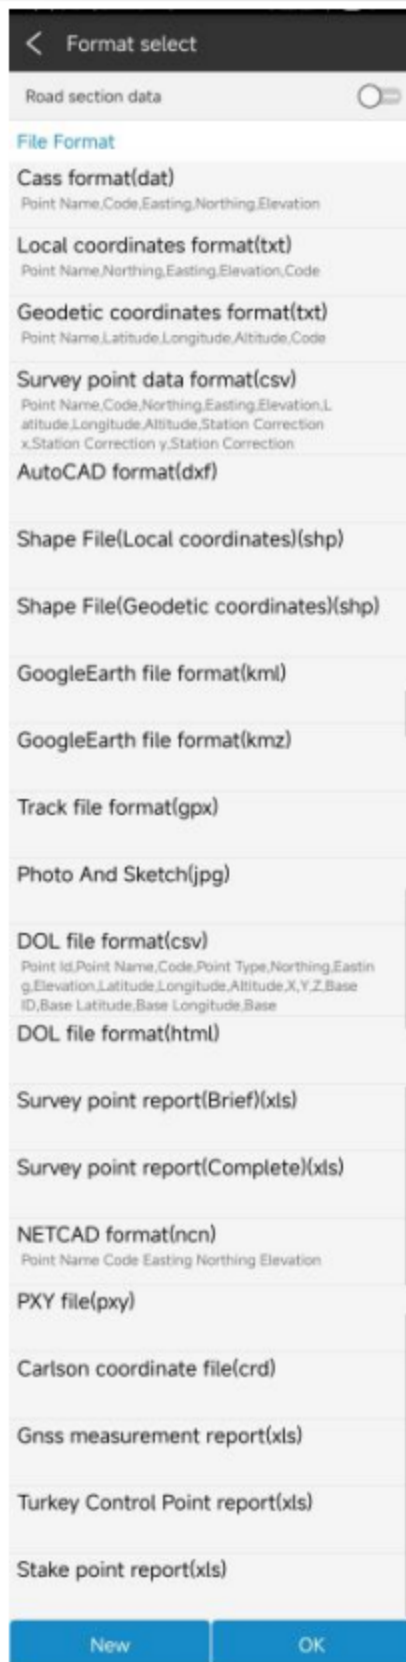 Format select
Road section data
File Format
Cass format(dat)
Point Name,Code,Easting,Northing,Elevation
Local coordinates format(txt)
Point Name,Northing,Easting,Elevation,Code
Geodetic coordinates format(txt)
Point Name,Latitude,Longitude,Altitude,Code
Survey point data format(csv)
Point Name,Code,Northing,Easting,Elevation,L
atitude,Longitude,Altitude,Station Correction
x,Station Correction y,Station Correction
AutoCAD format(dxf)
Shape File(Local coordinates)(shp)
Shape File(Geodetic coordinates)(shp)
GoogleEarth file format(kml)
GoogleEarth file format(kmz)
Track file format(gpx)
Photo And Sketch(jpg)
DOL file format(csv)
Point Id,Point Name,Code,Point Type,Northing,Eastin
g,Elevation,Latitude,Longitude,Altitude,X,Y,Z,Base
ID,Base Latitude,Base Longitude,Base
DOL file format(html)
Survey point report(Brief)(xls)
Survey point report(Complete)(xls)
NETCAD format(ncn)
Point Name Code Easting Northing Elevation
PXY file(pxy)
Carlson coordinate file(crd)
Gnss measurement report(xls)
Turkey Control Point report(xls)
Stake point report(xls)
New OK